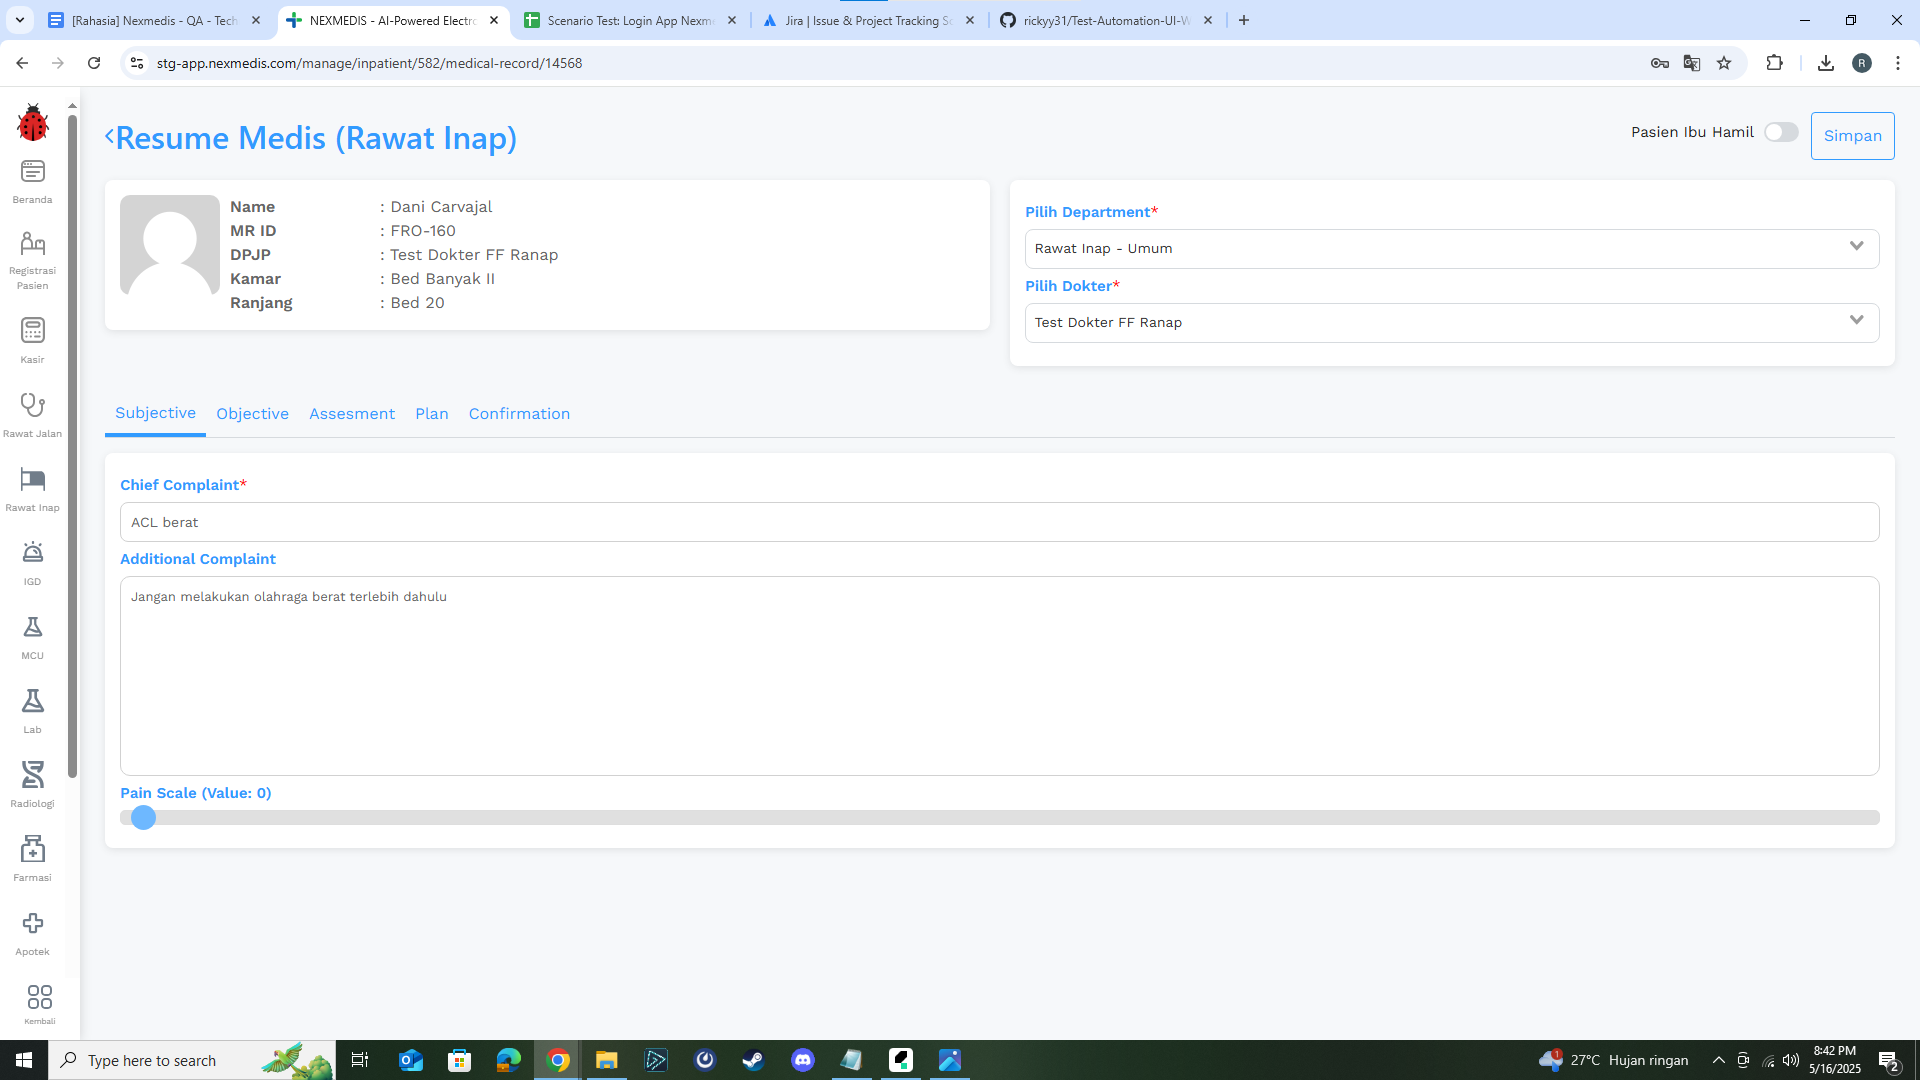 [Rahasia] Nexmedis - QA - Tech
NEXMEDIS - AI-Powered Electro
Scenario Test: Login App Nexme
Jira | Issue & Project Tracking So
rickyy31/Test-Automation-UI-W
stg-app.nexmedis.com/manage/inpatient/582/medical-record/14568
R
Beranda
Registrasi
Pasien
Kasir
Rawat Jalan
Rawat Inap
IGD
MCU
Lab
Radiologi
Farmasi
Apotek
Kembali
Resume Medis (Rawat Inap)
Pasien Ibu Hamil
Simpan
Name : Dani Carvajal
MR ID : FRO-160
DPJP : Test Dokter FF Ranap
Kamar : Bed Banyak II
Ranjang : Bed 20
Pilih Department*
Rawat Inap - Umum
Pilih Dokter*
Test Dokter FF Ranap
Subjective Objective Assesment Plan Confirmation
Chief Complaint*
ACL berat
Additional Complaint
Jangan melakukan olahraga berat terlebih dahulu
Pain Scale (Value: 0)
Type here to search
1
27°C Hujan ringan
8:42 PM
5/16/2025
2